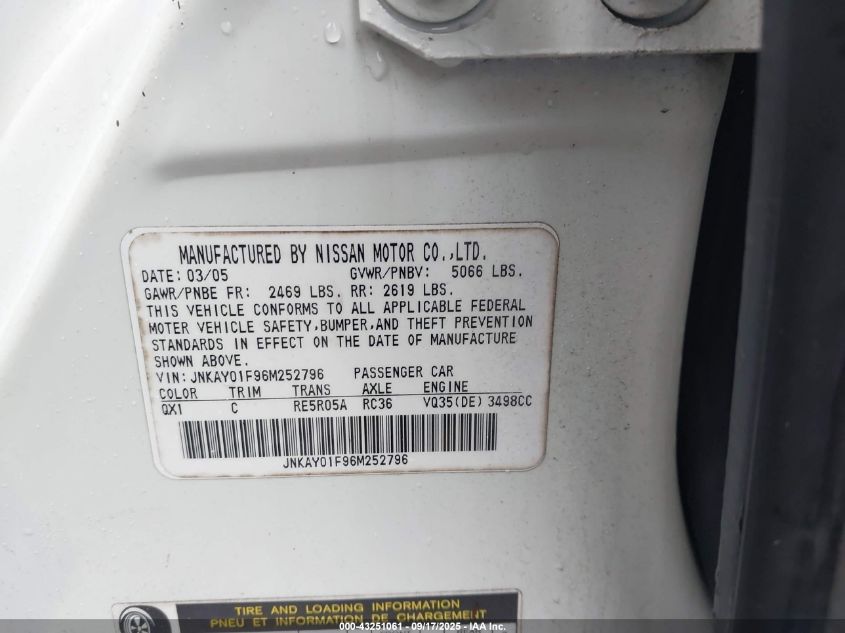 MANUFACTURED BY NISSAN MOTOR CO.,LTD.
DATE: 03/05 GVWR/PNBV: 5066 LBS.
GAWR/PNBE FR: 2469 LBS. RR: 2619 LBS.
THIS VEHICLE CONFORMS TO ALL APPLICABLE FEDERAL
MOTER VEHICLE SAFETY,BUMPER,AND THEFT PREVENTION
STANDARDS IN EFFECT ON THE DATE OF MANUFACTURE
SHOWN ABOVE.
VIN: JNKAY01F96M252796 PASSENGER CAR
COLOR TRIM TRANS AXLE ENGINE
QX1 C RE5R05A RC36 VQ35(DE) 3498CC
JNKAY01F96M252796
TIRE AND LOADING INFORMATION
PNEU ET INFORMATION DE CHARGEMENT
000-43251061 - 09/17/2025 - IAA Inc.